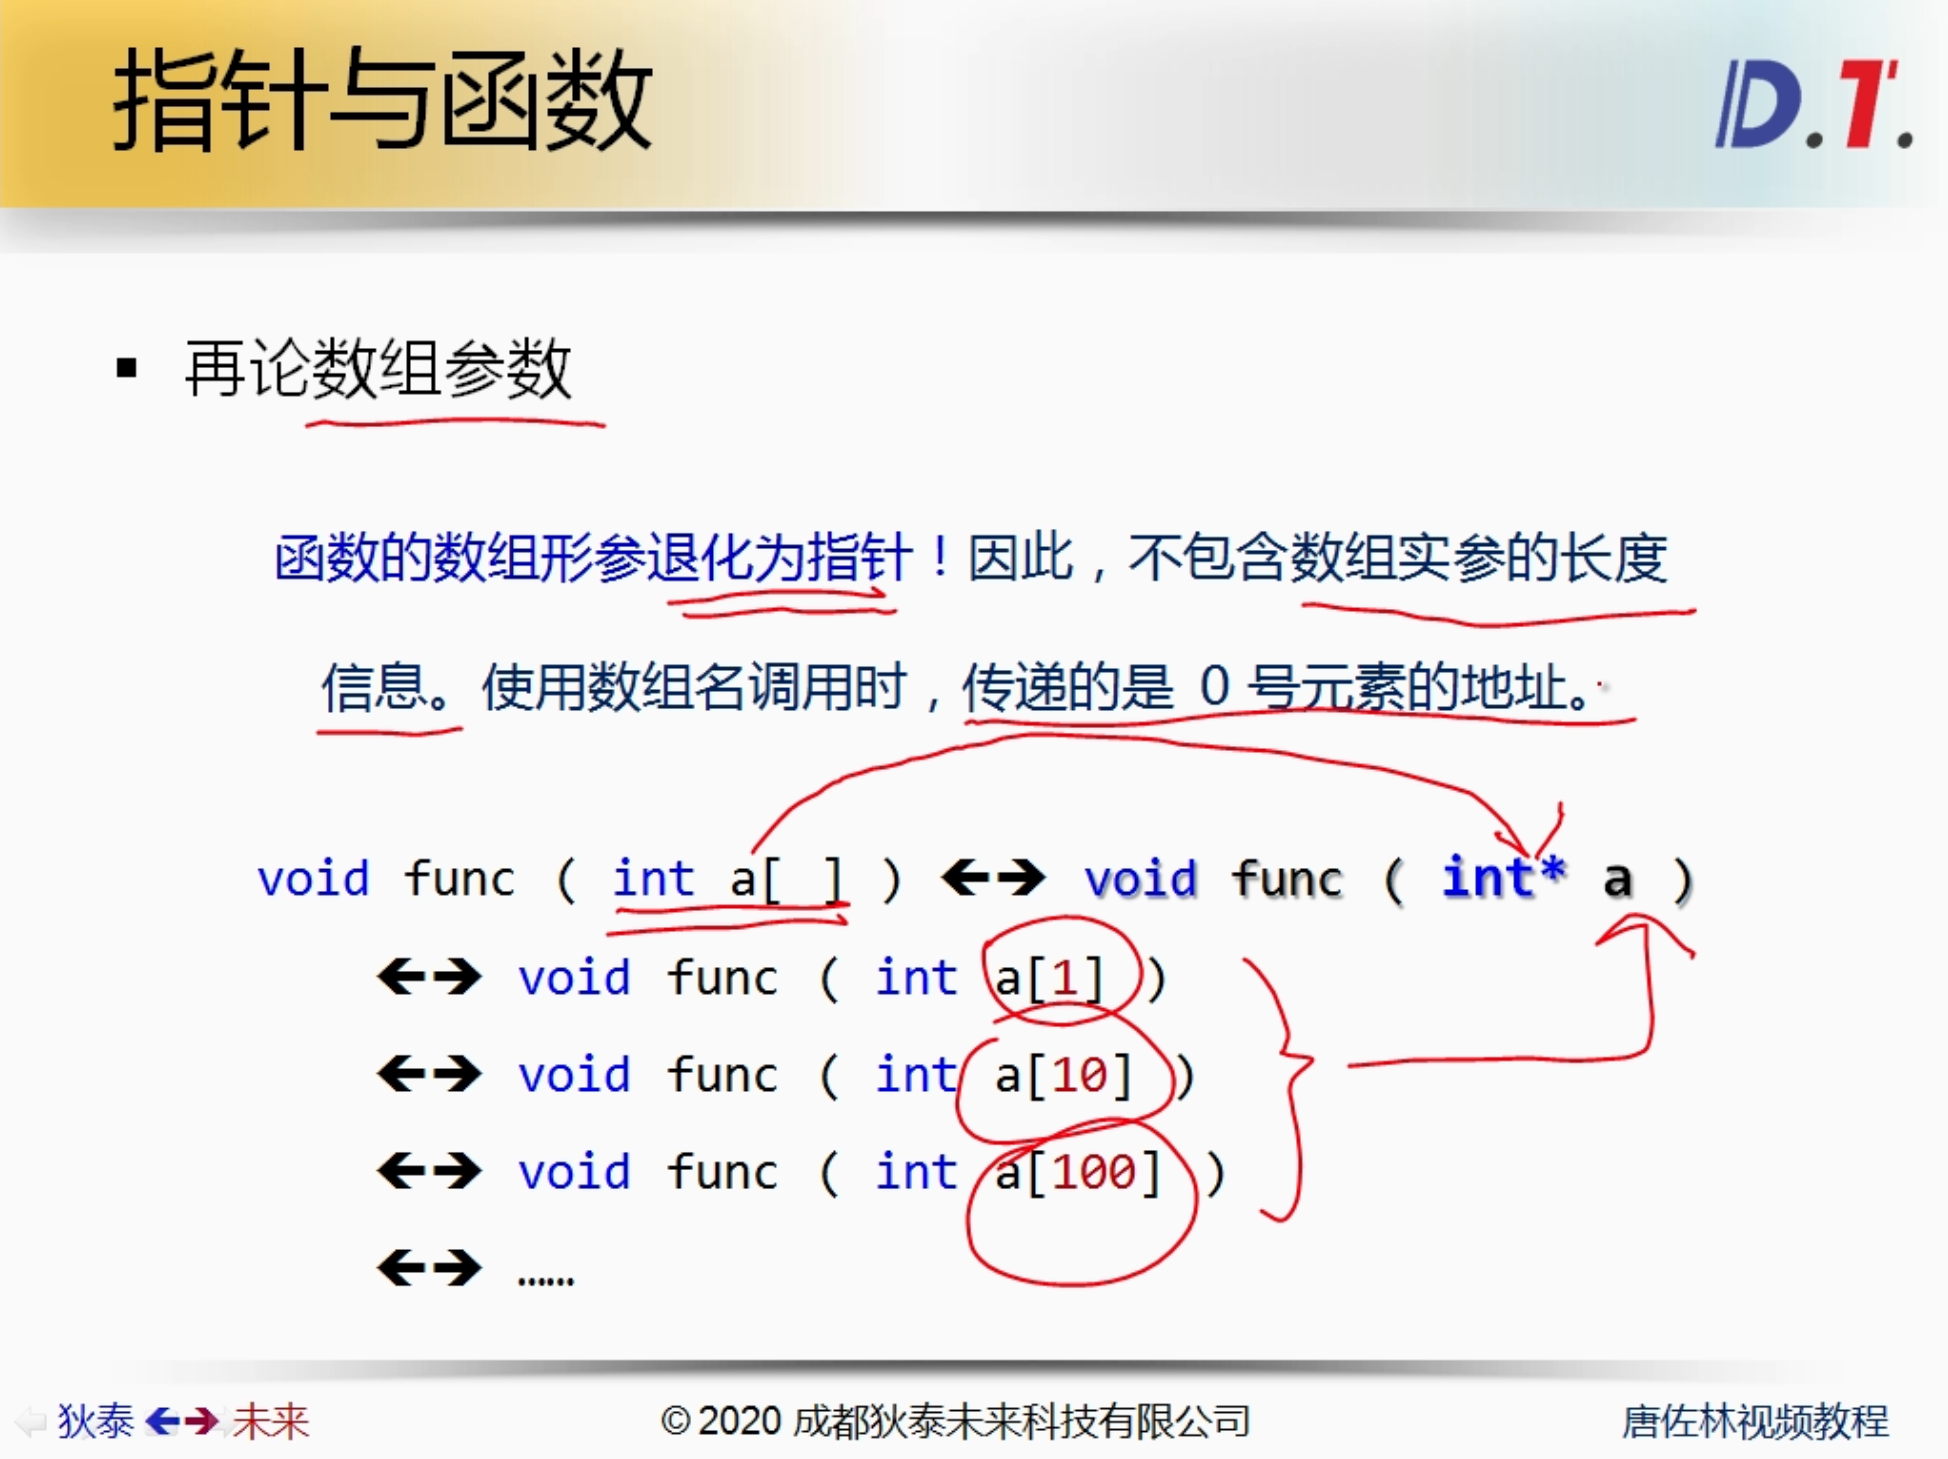 指针与函数
D.T.
▪ 再论数组参数
函数的数组形参退化为指针！因此，不包含数组实参的长度
信息。使用数组名调用时，传递的是 0 号元素的地址。
void func ( int a[ ] ) ←→ void func ( int* a )
←→ void func ( int a[1] )
←→ void func ( int a[10] )
←→ void func ( int a[100] )
←→ ……
狄泰 ←→ 未来
© 2020 成都狄泰未来科技有限公司
唐佐林视频教程